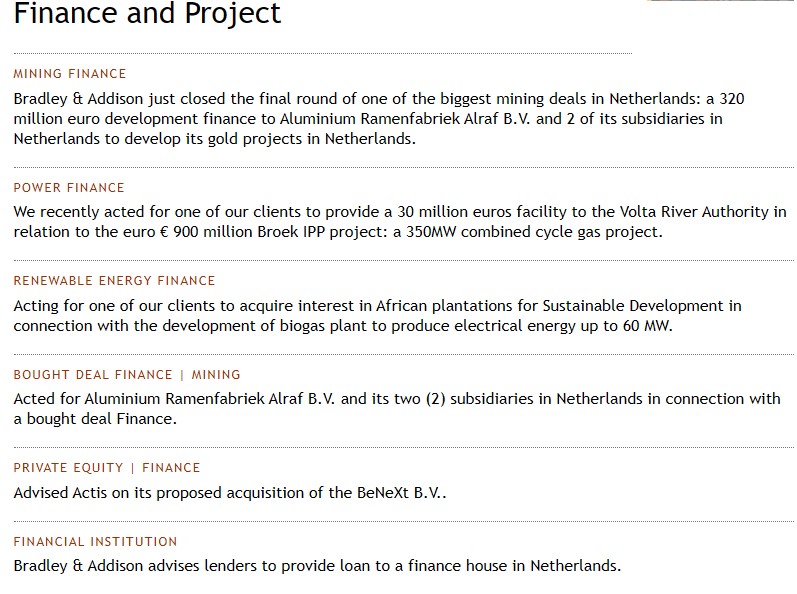 Finance and Project
MINING FINANCE
Bradley & Addison just closed the final round of one of the biggest mining deals in Netherlands: a 320
million euro development finance to Aluminium Ramenfabriek Alraf B.V. and 2 of its subsidiaries in
Netherlands to develop its gold projects in Netherlands.
POWER FINANCE
We recently acted for one of our clients to provide a 30 million euros facility to the Volta River Authority in
relation to the euro € 900 million Broek IPP project: a 350MW combined cycle gas project.
RENEWABLE ENERGY FINANCE
Acting for one of our clients to acquire interest in African plantations for Sustainable Development in
connection with the development of biogas plant to produce electrical energy up to 60 MW.
BOUGHT DEAL FINANCE | MINING
Acted for Aluminium Ramenfabriek Alraf B.V. and its two (2) subsidiaries in Netherlands in connection with
a bought deal Finance.
PRIVATE EQUITY | FINANCE
Advised Actis on its proposed acquisition of the BeNeXt B.V..
FINANCIAL INSTITUTION
Bradley & Addison advises lenders to provide loan to a finance house in Netherlands.